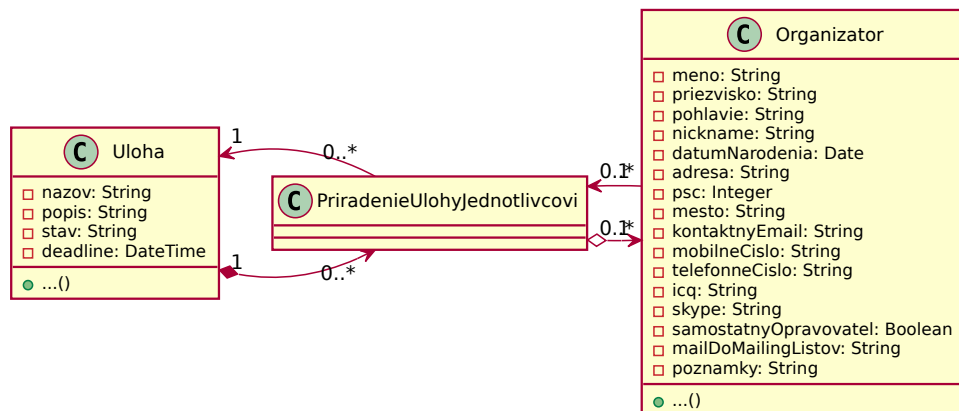 C Uloha
nazov: String
popis: String
stav: String
deadline: DateTime
...()
1
0..*
1
0..*
C PriradenieUlohyJednotlivcovi
0..*
1
0..*
1
C Organizator
meno: String
priezvisko: String
pohlavie: String
nickname: String
datumNarodenia: Date
adresa: String
psc: Integer
mesto: String
kontaktnyEmail: String
mobilneCislo: String
telefonneCislo: String
icq: String
skype: String
samostatnyOpravovatel: Boolean
mailDoMailingListov: String
poznamky: String
...()